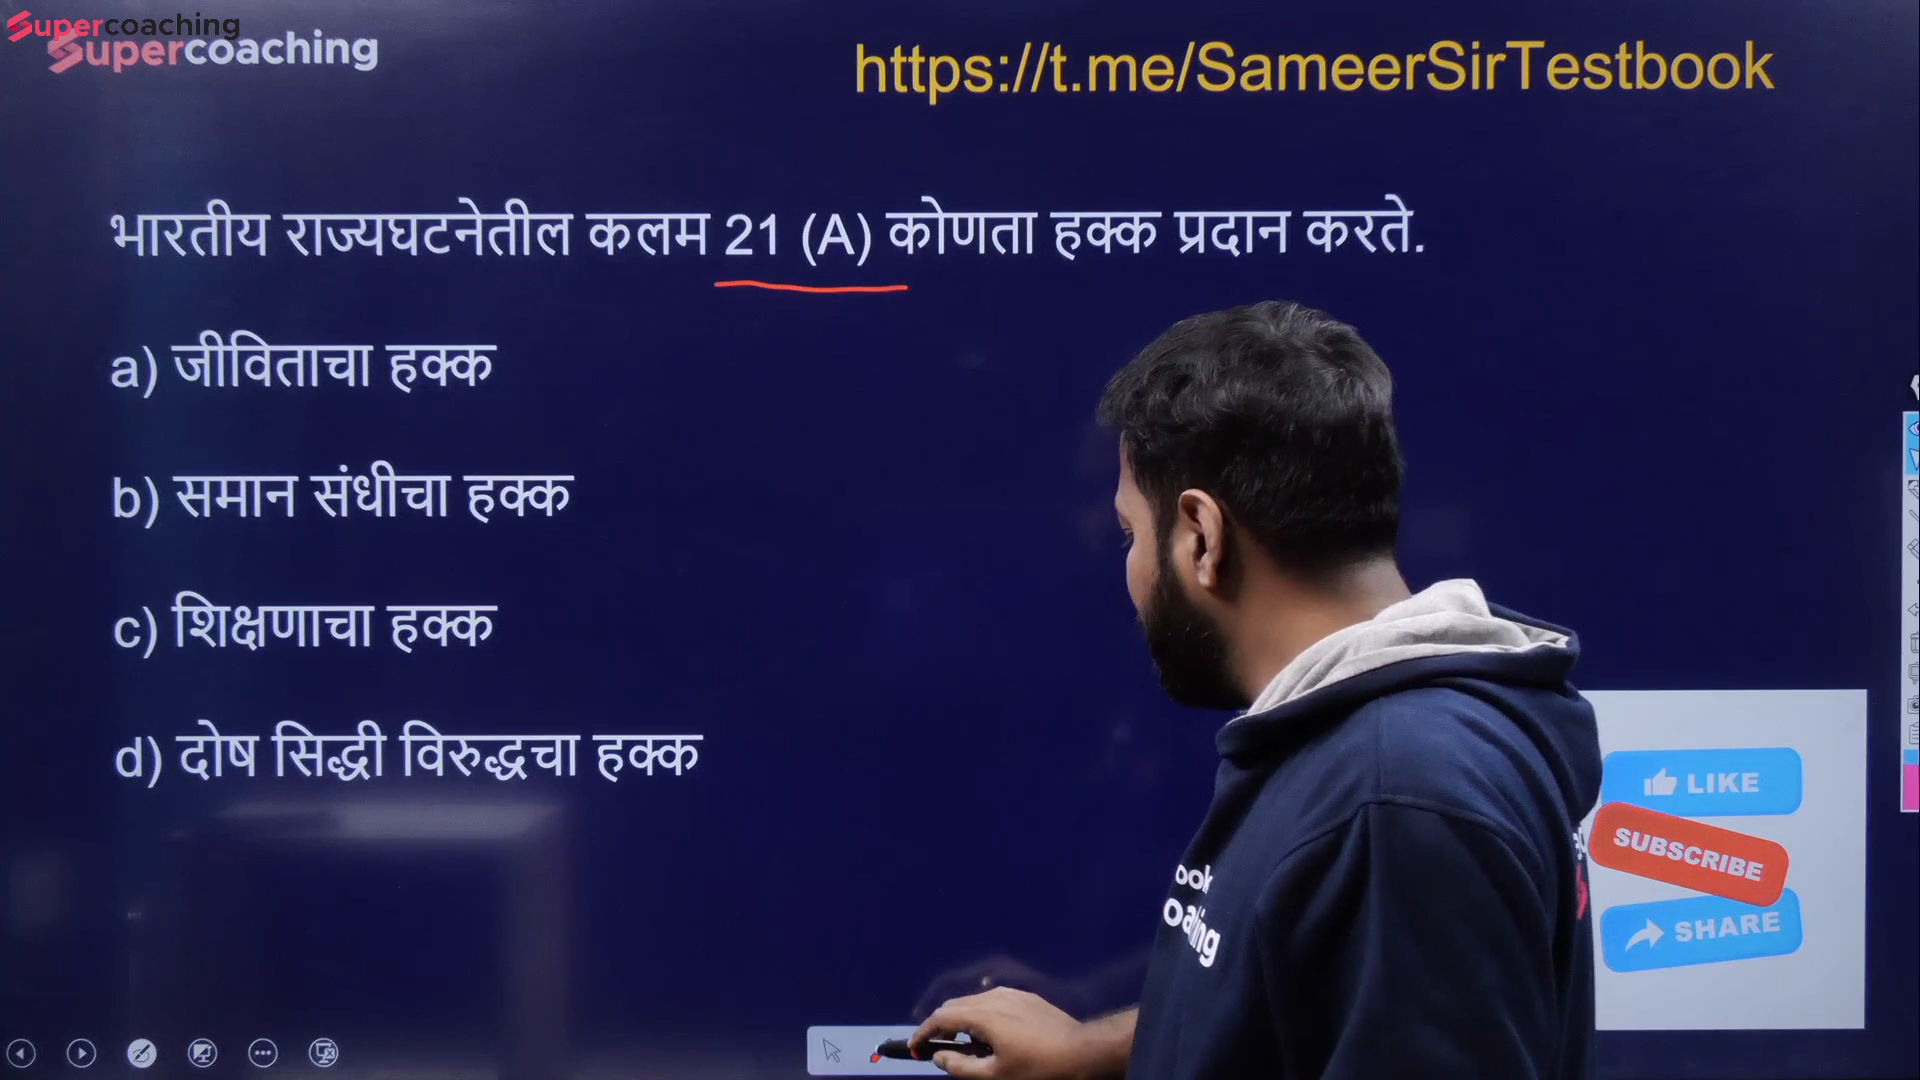 Supercoaching
Supercoaching
https://t.me/SameerSirTestbook
भारतीय राज्यघटनेतील कलम 21 (A) कोणता हक्क प्रदान करते.
a) जीविताचा हक्क
b) समान संधीचा हक्क
c) शिक्षणाचा हक्क
d) दोष सिद्धी विरुद्धचा हक्क
LIKE
SUBSCRIBE
SHARE